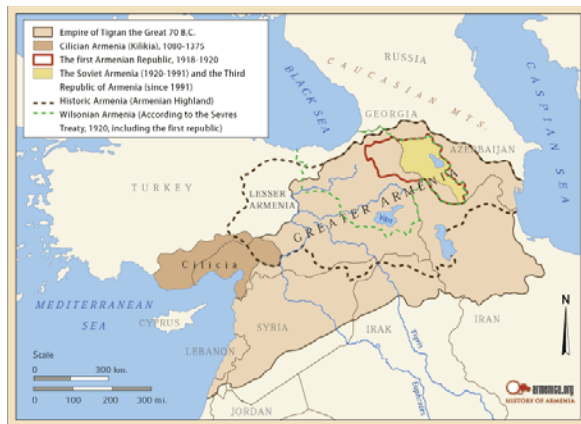 Empire of Tigran the Great 70 B.C.
Cilician Armenia (Kilikia), 1080-1375
The first Armenian Republic, 1918-1920
The Soviet Armenia (1920-1991) and the Third
Republic of Armenia (since 1991)
Historic Armenia (Armenian Highland)
Wilsonian Armenia (According to the Sevres
Treaty, 1920, including the first republic)
RUSSIA
CAUCASIAN MTS.
BLACK SEA
CASPIAN SEA
GEORGIA
AZERBAIJAN
TURKEY
LESSER
ARMENIA
GREATER ARMENIA
Van
Cilicia
MEDITERRANEAN
SEA
CYPRUS
SYRIA
IRAQ
IRAN
LEBANON
Tigris
Euphrates
JORDAN
N
Scale
0 300 km.
0 100 200 300 mi.
armenica.org
HISTORY OF ARMENIA